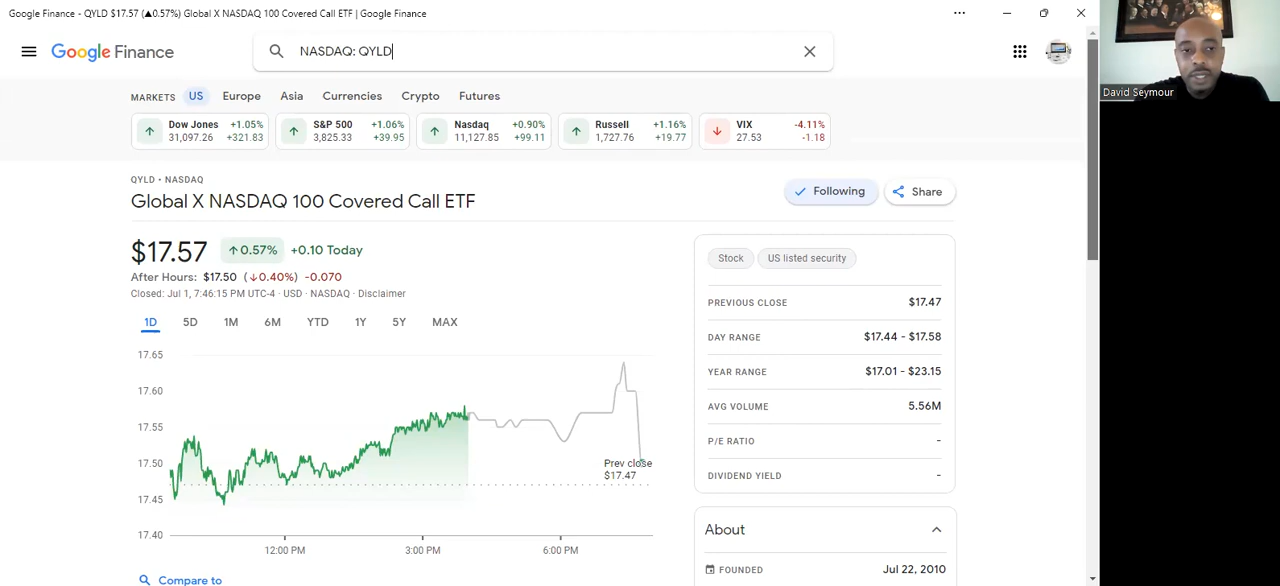 Google Finance - QYLD $17.57 (▲0.57%) Global X NASDAQ 100 Covered Call ETF | Google Finance
Google Finance
NASDAQ: QYLD
David Seymour
MARKETS US Europe Asia Currencies Crypto Futures
Dow Jones +1.05%
31,097.26 +321.83
S&P 500 +1.06%
3,825.33 +39.95
Nasdaq +0.90%
11,127.85 +99.11
Russell +1.16%
1,727.76 +19.77
VIX -4.11%
27.53 -1.18
QYLD • NASDAQ
Global X NASDAQ 100 Covered Call ETF
Following
Share
$17.57 ↑0.57% +0.10 Today
After Hours: $17.50 (↓0.40%) -0.070
Closed: Jul 1, 7:46:15 PM UTC-4 · USD · NASDAQ · Disclaimer
1D 5D 1M 6M YTD 1Y 5Y MAX
17.65
17.60
17.55
17.50
17.45
17.40
Prev close
$17.47
12:00 PM 3:00 PM 6:00 PM
Compare to
Stock US listed security
PREVIOUS CLOSE $17.47
DAY RANGE $17.44 - $17.58
YEAR RANGE $17.01 - $23.15
AVG VOLUME 5.56M
P/E RATIO -
DIVIDEND YIELD -
About
FOUNDED Jul 22, 2010